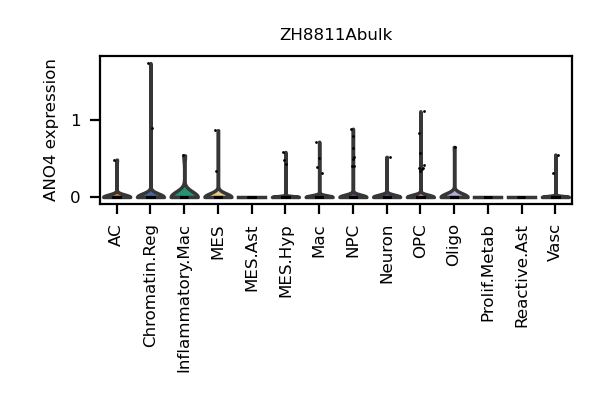 ZH8811Abulk
ANO4 expression
1
0
AC
Chromatin.Reg
Inflammatory.Mac
MES
MES.Ast
MES.Hyp
Mac
NPC
Neuron
OPC
Oligo
Prolif.Metab
Reactive.Ast
Vasc